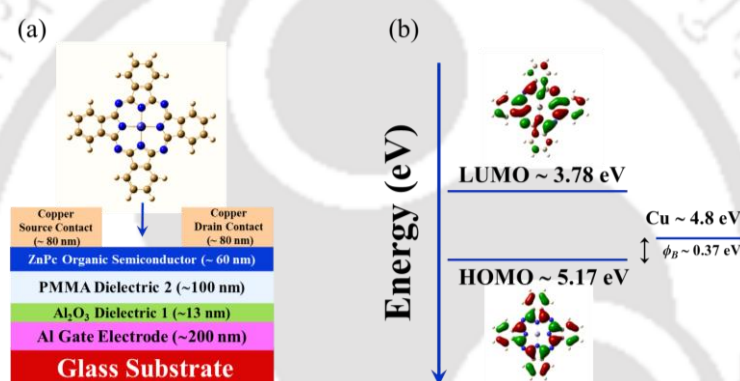 (a)
Copper
Source Contact
(~ 80 nm)
Copper
Drain Contact
(~ 80 nm)
ZnPc Organic Semiconductor (~ 60 nm)
PMMA Dielectric 2 (~100 nm)
Al₂O₃ Dielectric 1 (~13 nm)
Al Gate Electrode (~200 nm)
Glass Substrate
(b)
Energy (eV)
LUMO ~ 3.78 eV
Cu ~ 4.8 eV
ϕB ~ 0.37 eV
HOMO ~ 5.17 eV